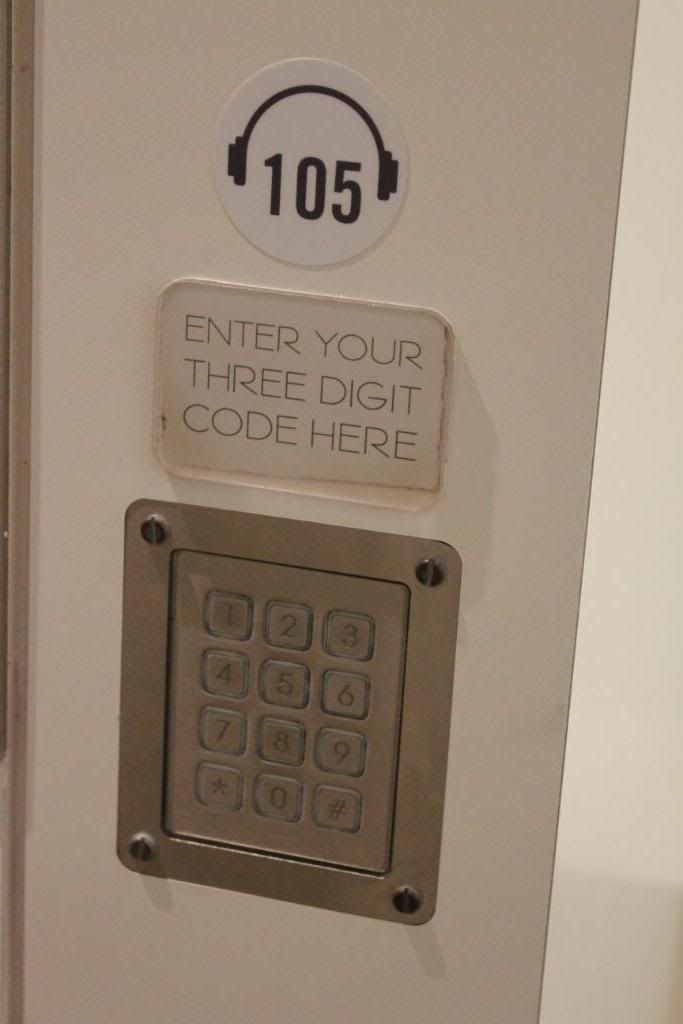 105
ENTER YOUR
THREE DIGIT
CODE HERE
1 2 3
4 5 6
7 8 9
* 0 #